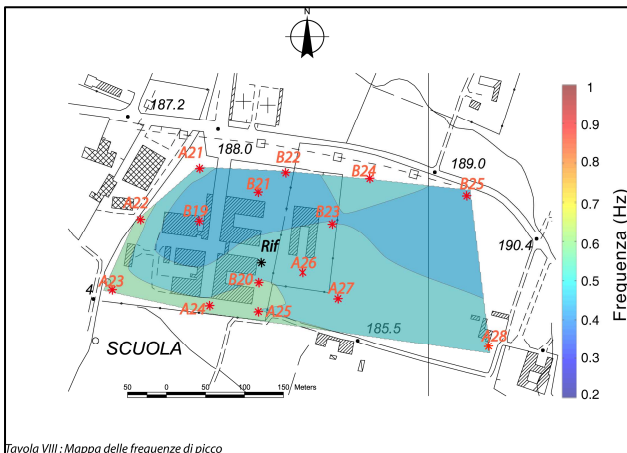 N
187.2
188.0
189.0
190.4
185.5
4
A21
B22
B24
B25
B21
A22
B19
B23
Rif
A26
B20
A27
A23
A24
A25
A28
SCUOLA
50 0 50 100 150 Meters
1
0.9
0.8
0.7
0.6
0.5
0.4
0.3
0.2
Frequenza (Hz)
Tavola VIII : Mappa delle frequenze di picco